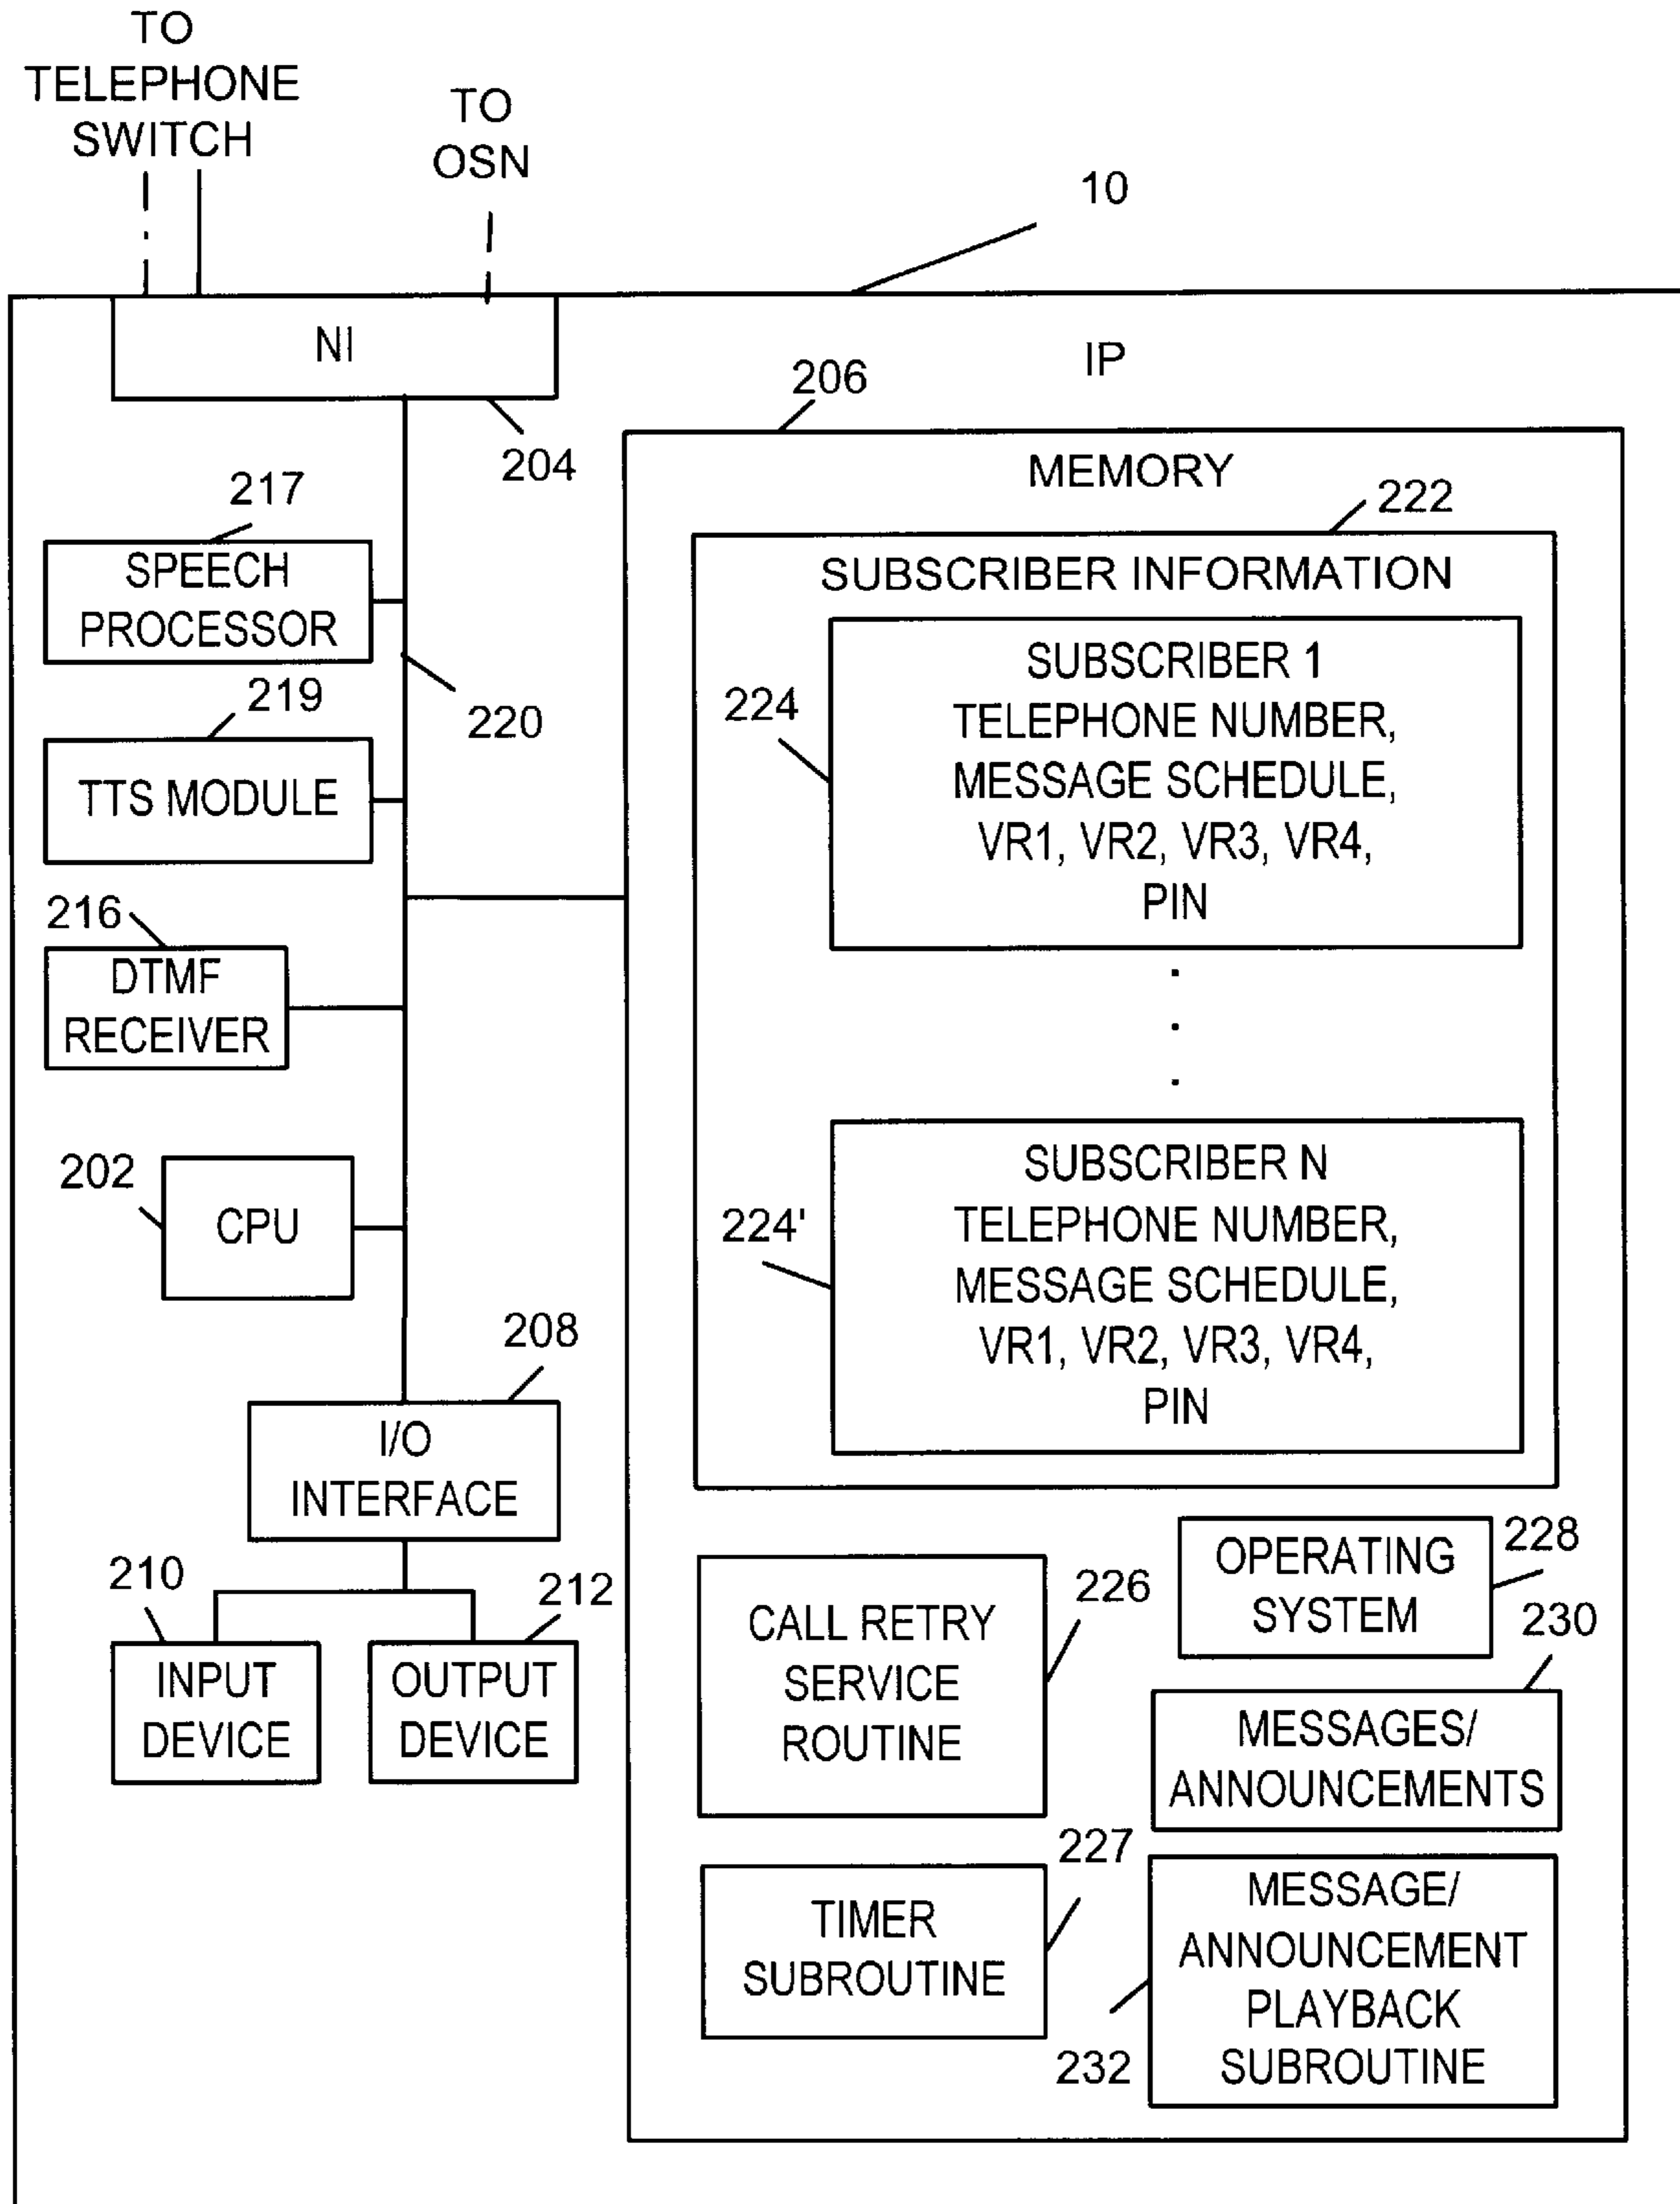 TO
TELEPHONE
SWITCH
TO
OSN
10
NI
IP
204
206
MEMORY
217
SPEECH
PROCESSOR
222
SUBSCRIBER INFORMATION
220
219
TTS MODULE
224
SUBSCRIBER 1
TELEPHONE NUMBER,
MESSAGE SCHEDULE,
VR1, VR2, VR3, VR4,
PIN
216
DTMF
RECEIVER
.
.
.
202
CPU
224'
SUBSCRIBER N
TELEPHONE NUMBER,
MESSAGE SCHEDULE,
VR1, VR2, VR3, VR4,
PIN
208
I/O
INTERFACE
210
INPUT
DEVICE
212
OUTPUT
DEVICE
CALL RETRY
SERVICE
ROUTINE
226
OPERATING
SYSTEM
228
230
MESSAGES/
ANNOUNCEMENTS
227
TIMER
SUBROUTINE
MESSAGE/
ANNOUNCEMENT
PLAYBACK
SUBROUTINE
232